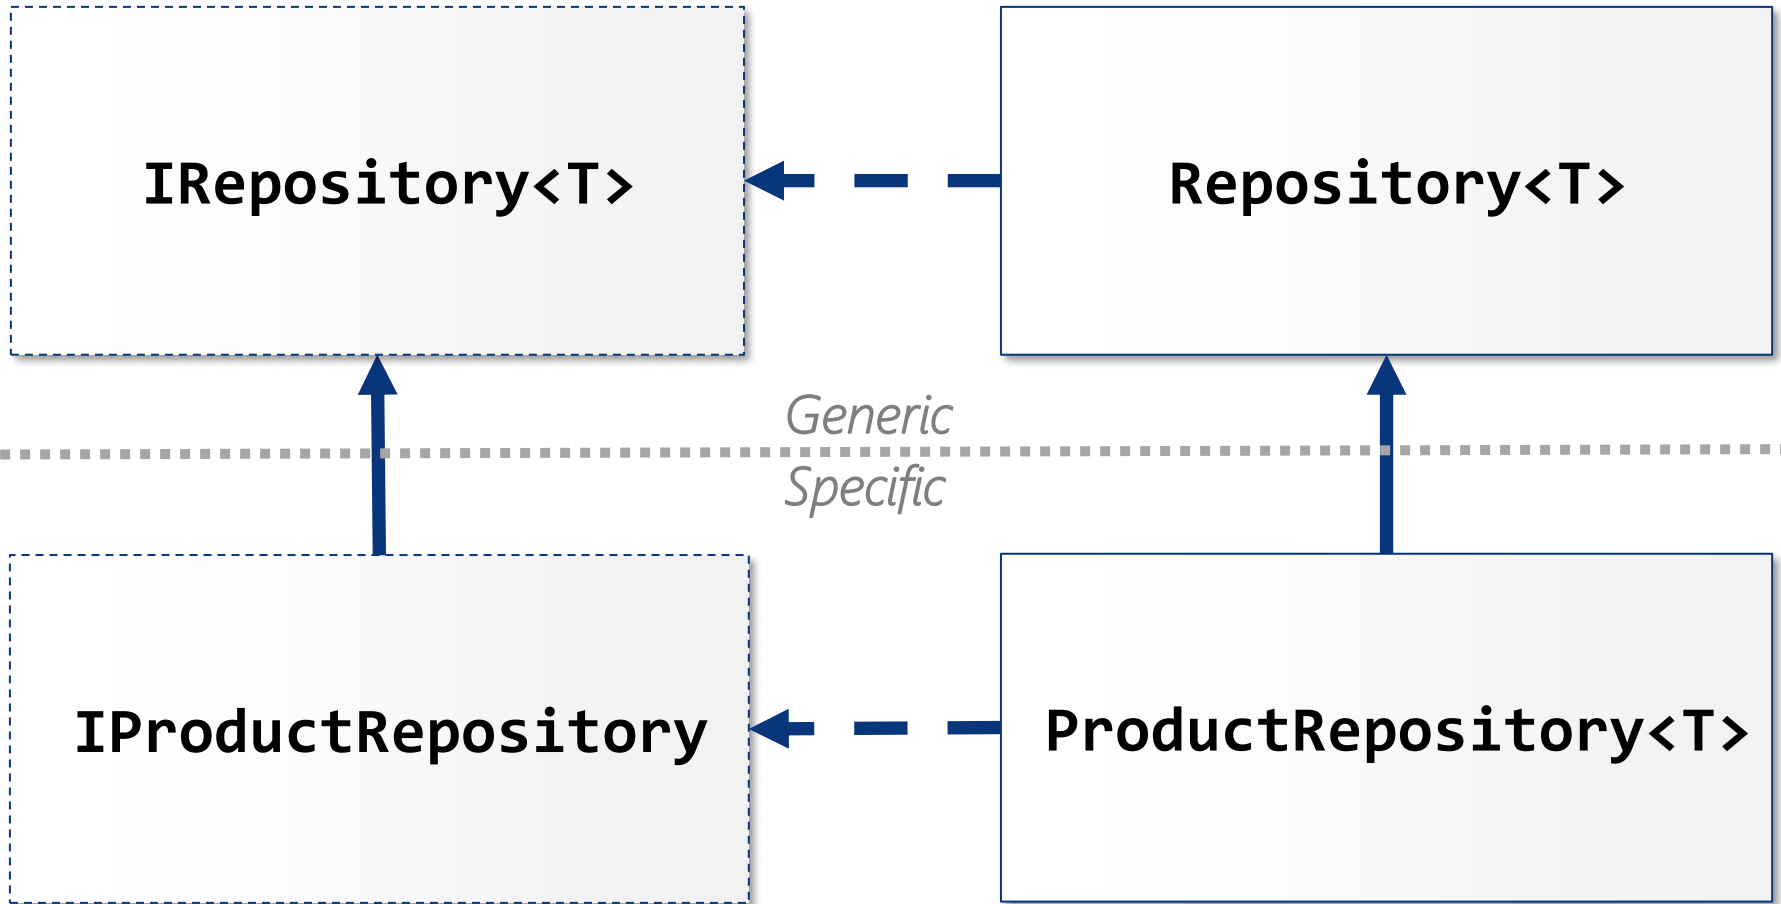 IRepository<T>
Repository<T>
Generic
Specific
IProductRepository
ProductRepository<T>